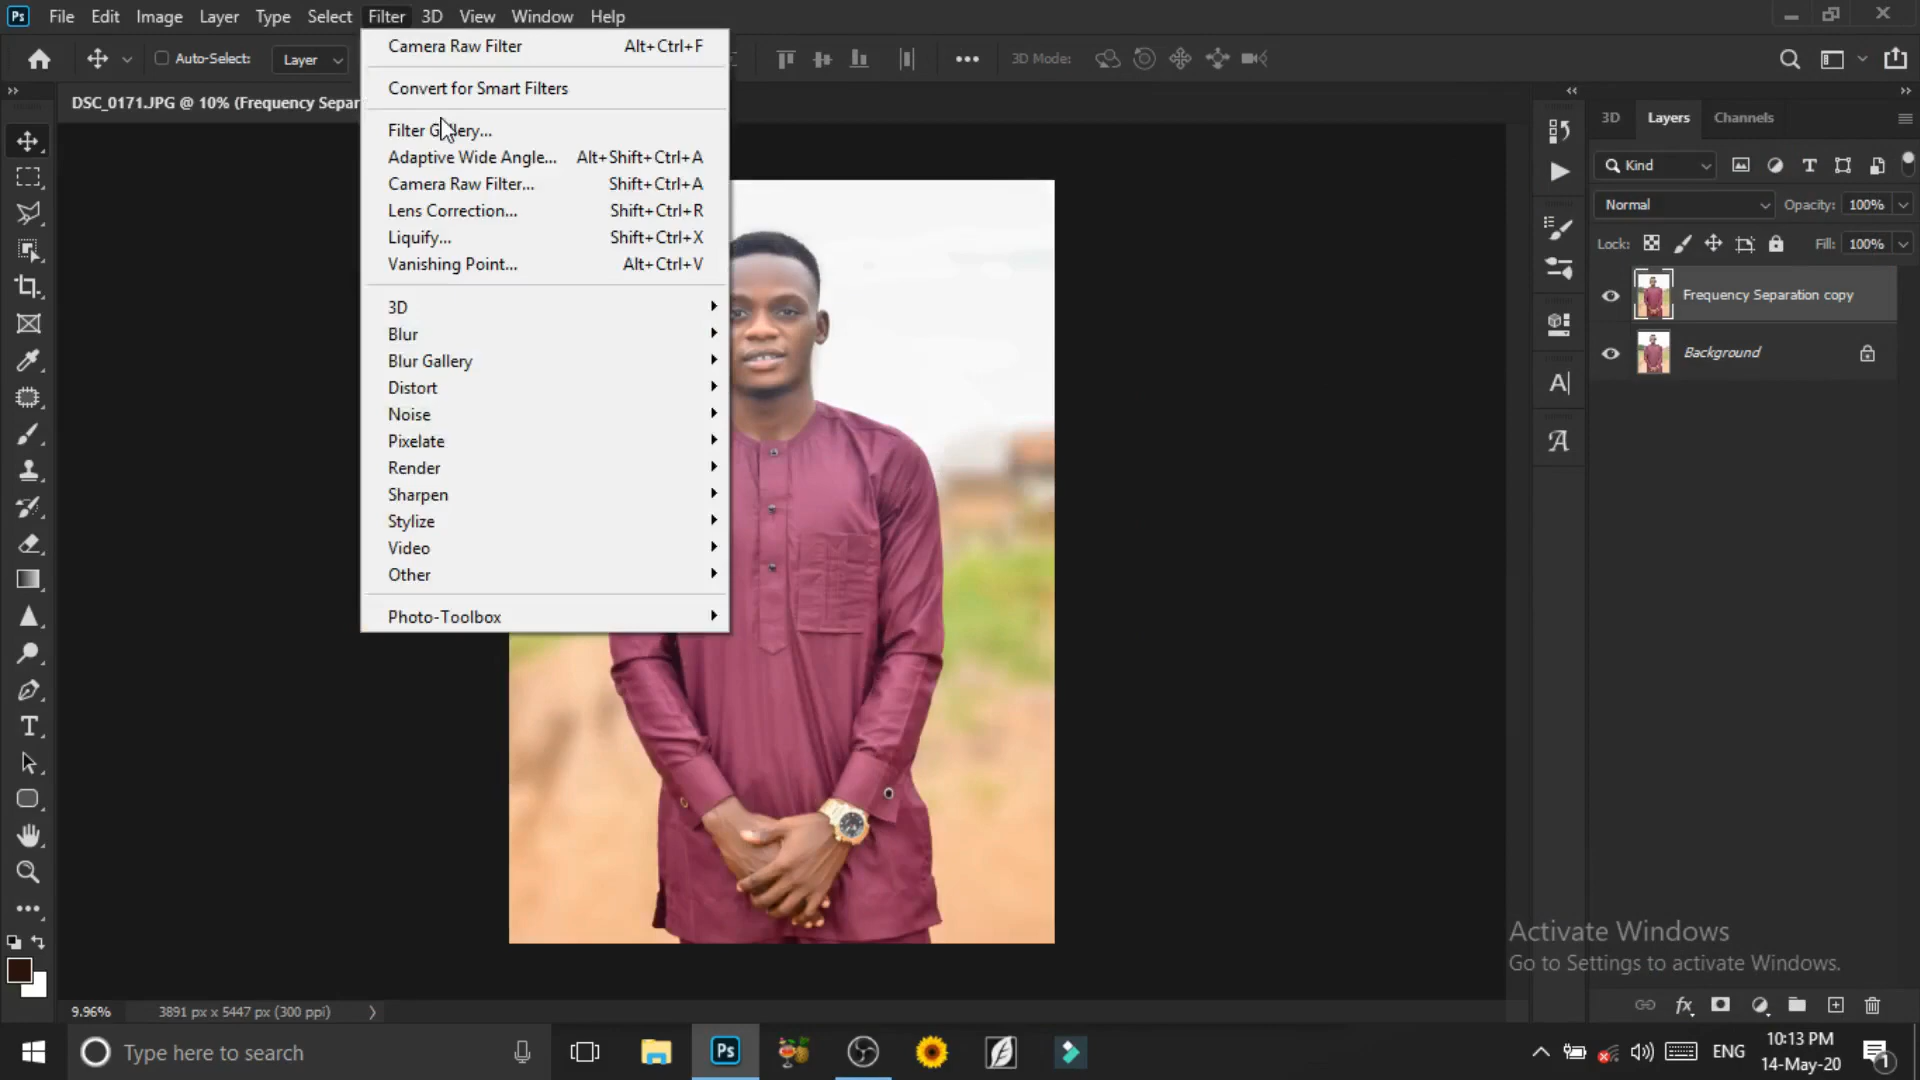 Ps File Edit Image Layer Type Select Filter 3D View Window Help
Auto-Select: Layer 3D Mode:
DSC_0171.JPG @ 10% (Frequency Separ
Camera Raw Filter Alt+Ctrl+F
Convert for Smart Filters
Filter Gallery...
Adaptive Wide Angle... Alt+Shift+Ctrl+A
Camera Raw Filter... Shift+Ctrl+A
Lens Correction... Shift+Ctrl+R
Liquify... Shift+Ctrl+X
Vanishing Point... Alt+Ctrl+V
3D
Blur
Blur Gallery
Distort
Noise
Pixelate
Render
Sharpen
Stylize
Video
Other
Photo-Toolbox
3D Layers Channels
Kind
Normal Opacity: 100%
Lock: Fill: 100%
Frequency Separation copy
Background
Activate Windows
Go to Settings to activate Windows.
9.96% 3891 px x 5447 px (300 ppi)
Type here to search
Ps
ENG
10:13 PM
14-May-20
1